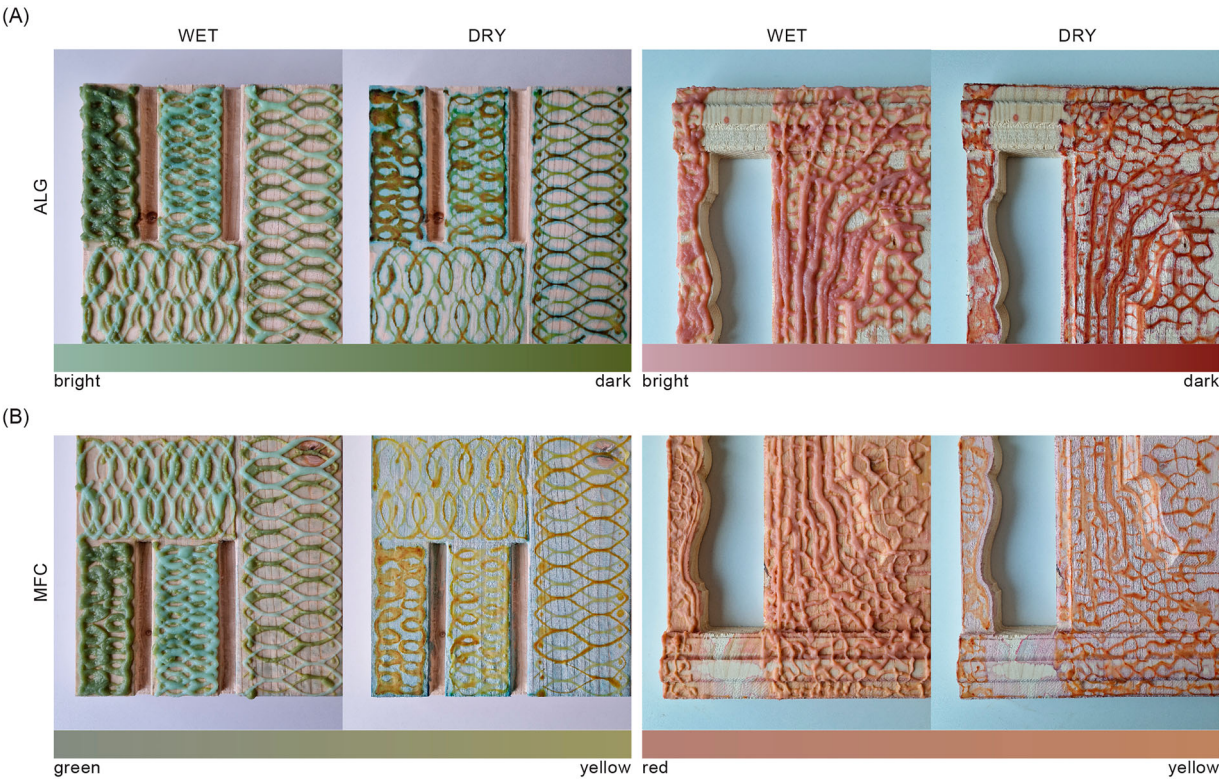 (A)
WET DRY WET DRY
ALG
bright dark bright dark
(B)
MFC
green yellow red yellow